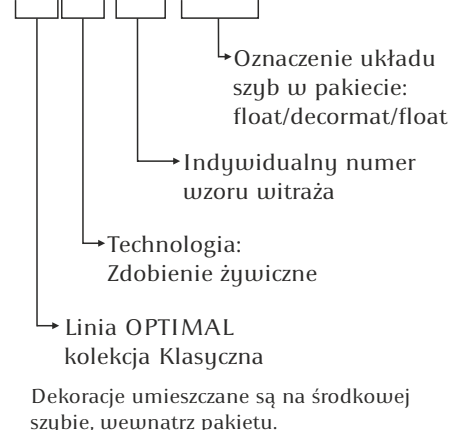 Oznaczenie układu
szyb w pakiecie:
float/decormat/float
Indywidualny numer
wzoru witraża
Technologia:
Zdobienie żywiczne
Linia OPTIMAL
kolekcja Klasyczna
Dekoracje umieszczane są na środkowej
szybie, wewnątrz pakietu.